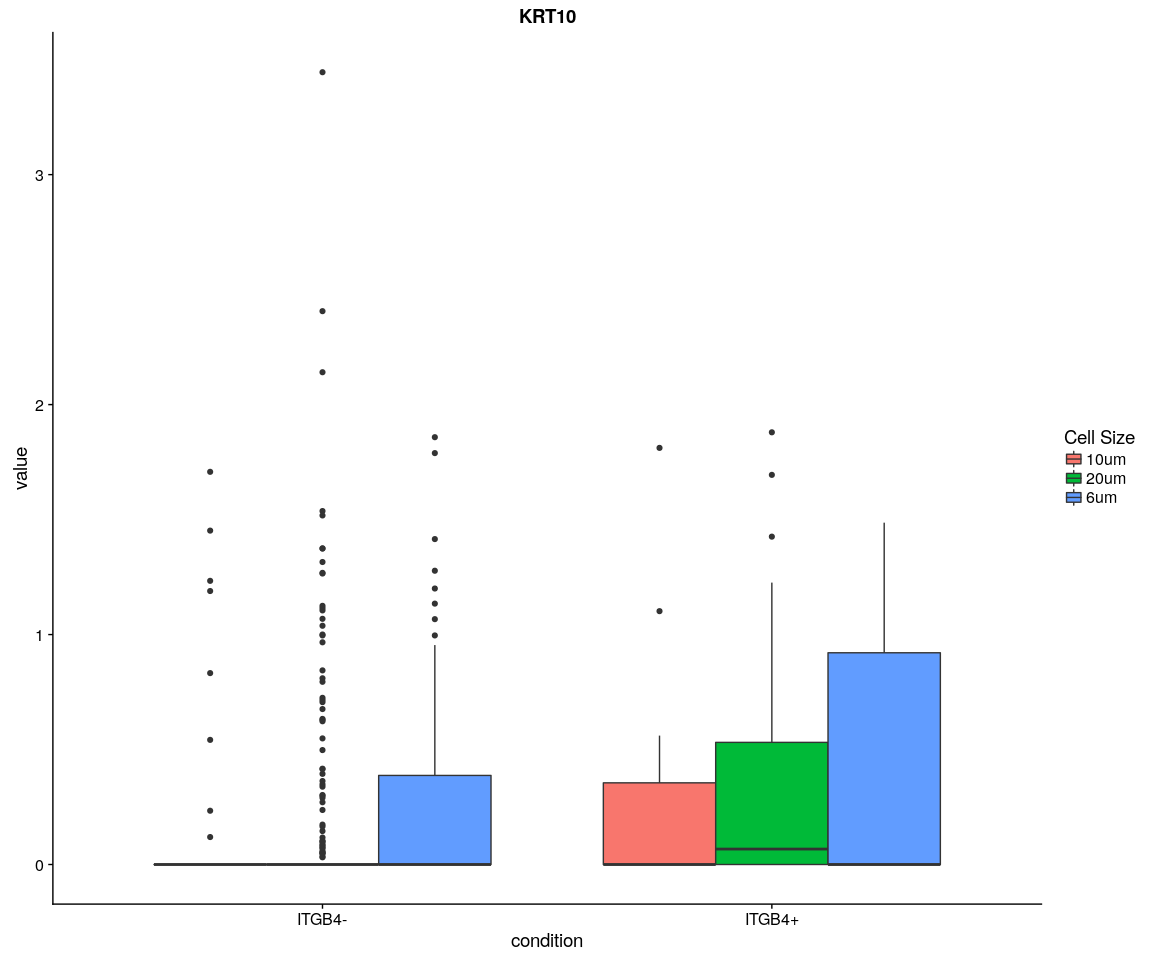 KRT10
3
2
1
0
value
ITGB4-
ITGB4+
condition
Cell Size
10um
20um
6um